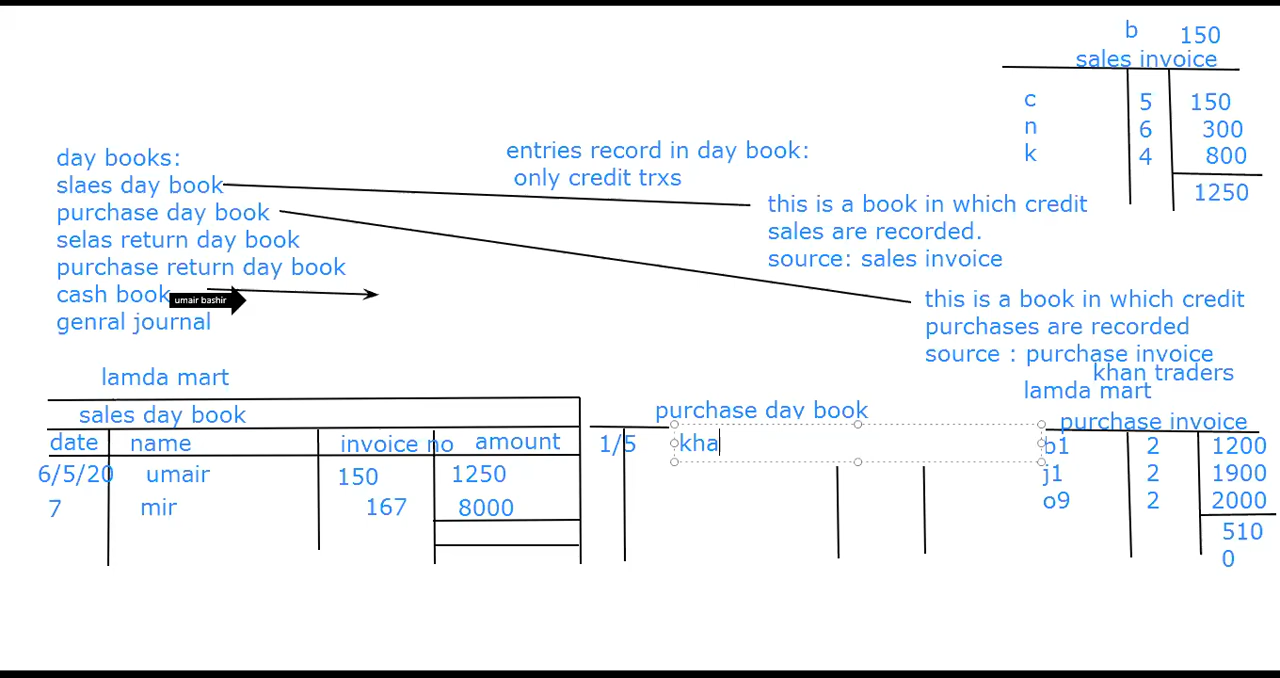 b 150
sales invoice
c 5 150
n 6 300
k 4 800
1250
day books:
slaes day book
purchase day book
selas return day book
purchase return day book
cash book
umair bashir
genral journal
entries record in day book:
only credit trxs
this is a book in which credit
sales are recorded.
source: sales invoice
this is a book in which credit
purchases are recorded
source : purchase invoice
lamda mart
sales day book
date name invoice no amount
6/5/20 umair 150 1250
7 mir 167 8000
purchase day book
1/5 kha
khan traders
lamda mart
purchase invoice
b1 2 1200
j1 2 1900
o9 2 2000
510
0